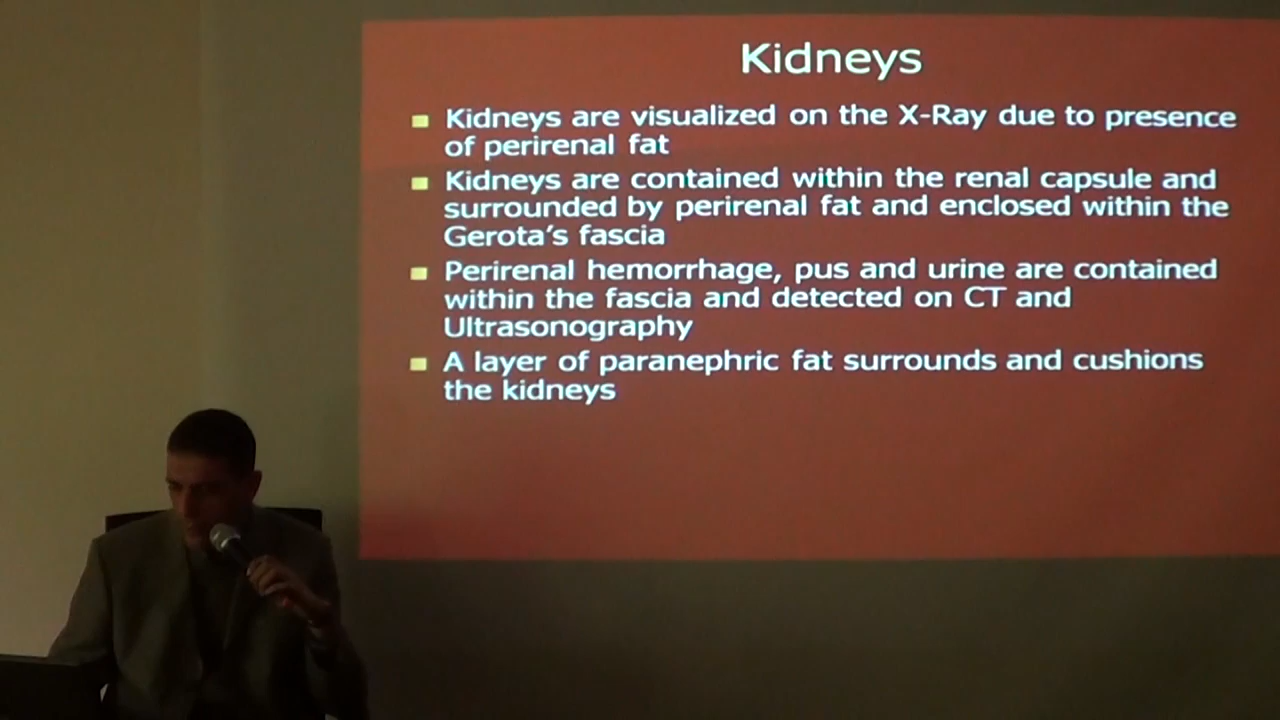 Kidneys
Kidneys are visualized on the X-Ray due to presence
of perirenal fat
Kidneys are contained within the renal capsule and
surrounded by perirenal fat and enclosed within the
Gerota's fascia
Perirenal hemorrhage, pus and urine are contained
within the fascia and detected on CT and
Ultrasonography
A layer of paranephric fat surrounds and cushions
the kidneys